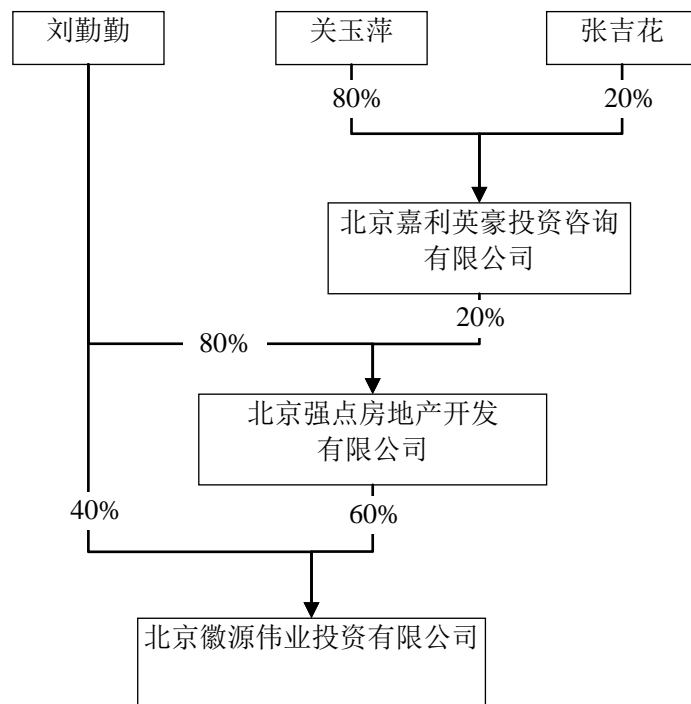 刘勤勤
关玉萍
张吉花
80%
20%
北京嘉利英豪投资咨询
有限公司
20%
80%
北京强点房地产开发
有限公司
40%
60%
北京徽源伟业投资有限公司